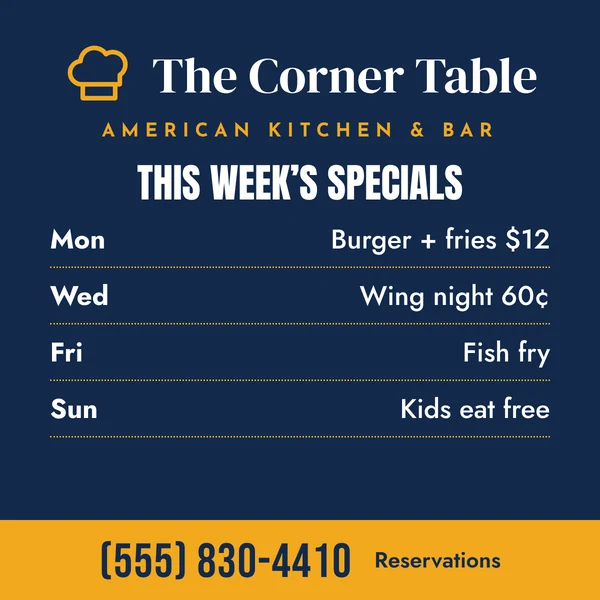 The Corner Table
AMERICAN KITCHEN & BAR
THIS WEEK’S SPECIALS
Mon Burger + fries $12
Wed Wing night 60¢
Fri Fish fry
Sun Kids eat free
(555) 830-4410 Reservations